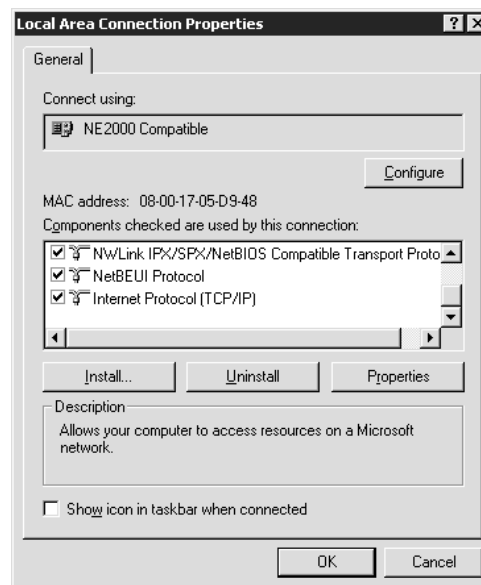 Local Area Connection Properties
General
Connect using:
NE2000 Compatible
Configure
MAC address: 08-00-17-05-D9-48
Components checked are used by this connection:
NWLink IPX/SPX/NetBIOS Compatible Transport Proto
NetBEUI Protocol
Internet Protocol (TCP/IP)
Install... Uninstall Properties
Description
Allows your computer to access resources on a Microsoft
network.
Show icon in taskbar when connected
OK Cancel